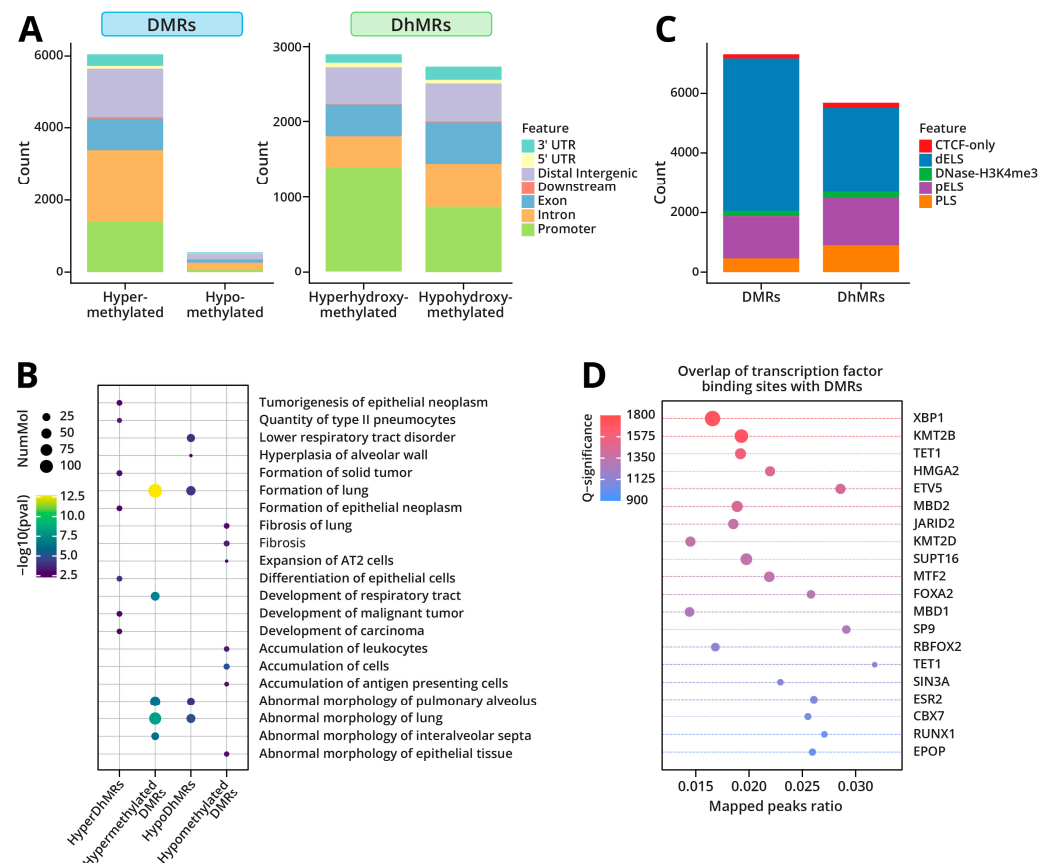 A
DMRs
DhMRs
Count
6000
4000
2000
0
Hyper-
methylated
Hypo-
methylated
Count
3000
2000
1000
0
Hyperhydroxy-
methylated
Hypohydroxy-
methylated
Feature
3' UTR
5' UTR
Distal Intergenic
Downstream
Exon
Intron
Promoter
C
Count
6000
4000
2000
0
DMRs
DhMRs
Feature
CTCF-only
dELS
DNase-H3K4me3
pELS
PLS
B
NumMol
25
50
75
100
−log10(pval)
12.5
10.0
7.5
5.0
2.5
Tumorigenesis of epithelial neoplasm
Quantity of type II pneumocytes
Lower respiratory tract disorder
Hyperplasia of alveolar wall
Formation of solid tumor
Formation of lung
Formation of epithelial neoplasm
Fibrosis of lung
Fibrosis
Expansion of AT2 cells
Differentiation of epithelial cells
Development of respiratory tract
Development of malignant tumor
Development of carcinoma
Accumulation of leukocytes
Accumulation of cells
Accumulation of antigen presenting cells
Abnormal morphology of pulmonary alveolus
Abnormal morphology of lung
Abnormal morphology of interalveolar septa
Abnormal morphology of epithelial tissue
HyperDhMRs
Hypermethylated
DMRs
HypoDhMRs
Hypomethylated
DMRs
D
Overlap of transcription factor
binding sites with DMRs
Q−significance
1800
1575
1350
1125
900
XBP1
KMT2B
TET1
HMGA2
ETV5
MBD2
JARID2
KMT2D
SUPT16
MTF2
FOXA2
MBD1
SP9
RBFOX2
TET1
SIN3A
ESR2
CBX7
RUNX1
EPOP
0.015
0.020
0.025
0.030
Mapped peaks ratio